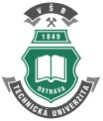 VŠB
1849
OSTRAVA
TECHNICKÁ UNIVERZITA